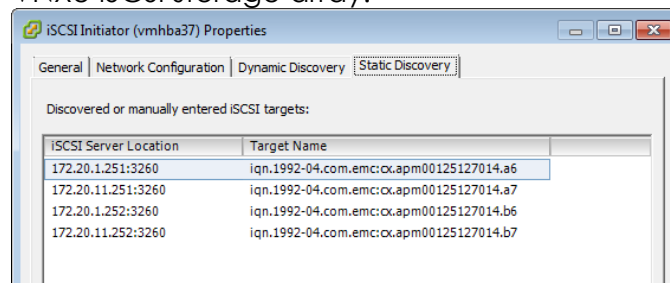 iSCSI storage array.
iSCSI Initiator (vmhba37) Properties
General Network Configuration Dynamic Discovery Static Discovery
Discovered or manually entered iSCSI targets:
iSCSI Server Location Target Name
172.20.1.251:3260 iqn.1992-04.com.emc:cx.apm00125127014.a6
172.20.11.251:3260 iqn.1992-04.com.emc:cx.apm00125127014.a7
172.20.1.252:3260 iqn.1992-04.com.emc:cx.apm00125127014.b6
172.20.11.252:3260 iqn.1992-04.com.emc:cx.apm00125127014.b7